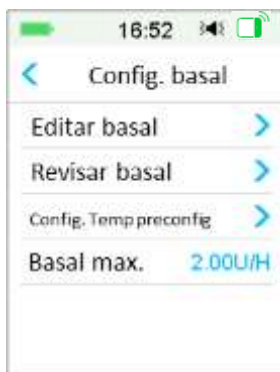 16:52
Config. basal
Editar basal
Revisar basal
Config. Temp preconfig
Basal max. 2.00U/H